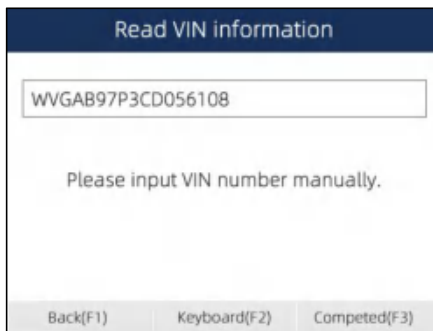 Read VIN information
WVGAB97P3CD056108
Please input VIN number manually.
Back(F1) Keyboard(F2) Competed(F3)